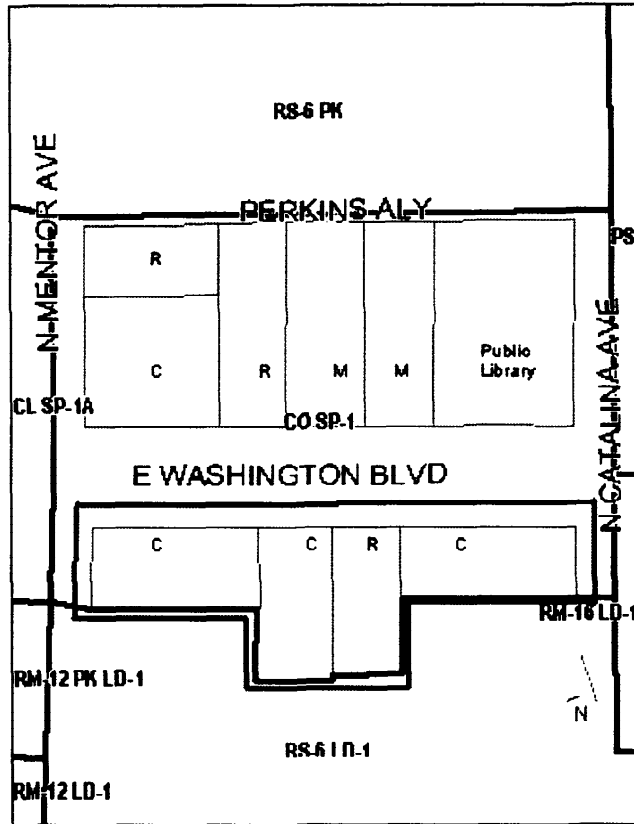 RS-6 PK
N MENTOR AVE
PERKINS ALY
PS
R
C
R
M
M
Public
Library
N CATALINA AVE
CL SP-1A
CO SP-1
E WASHINGTON BLVD
C
C
R
C
RM-16 LD-1
RM-12 PK LD-1
N
RS-6 LD-1
RM-12 LD-1